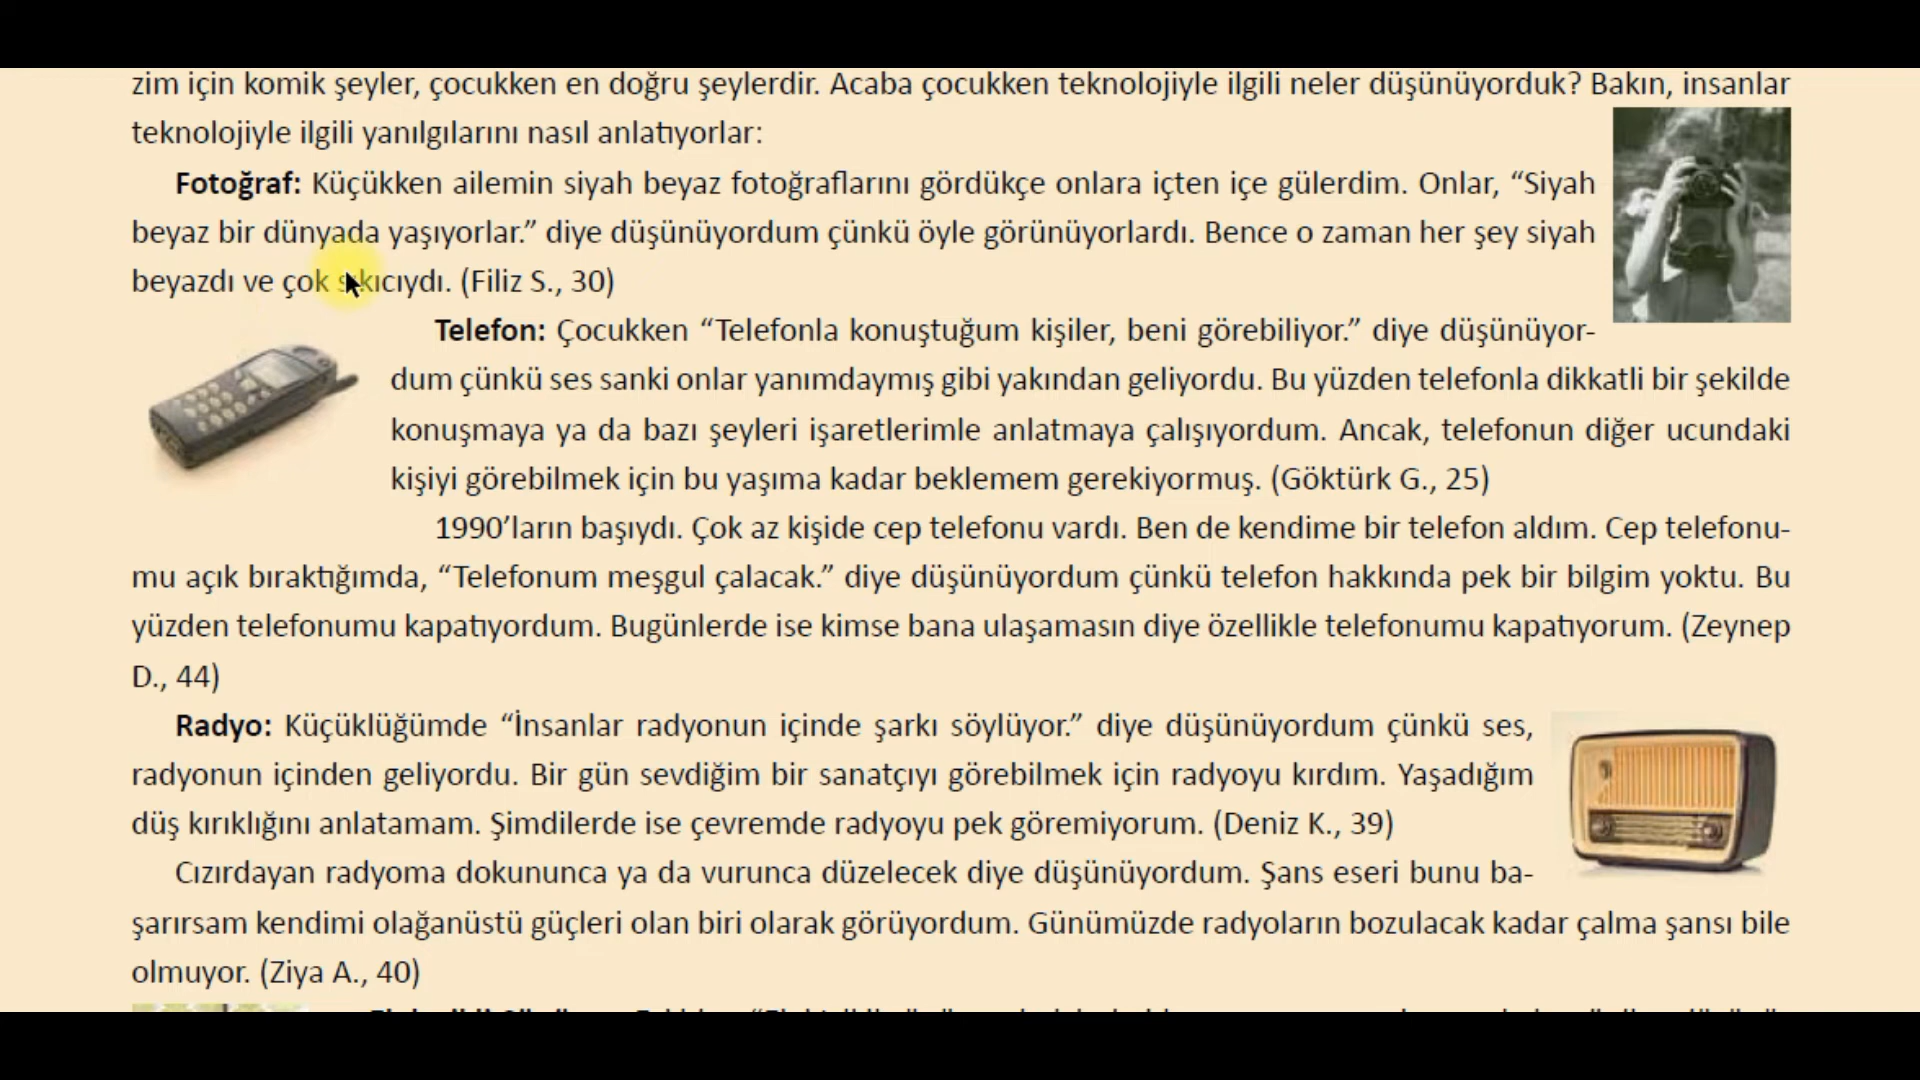 zim için komik şeyler, çocukken en doğru şeylerdir. Acaba çocukken teknolojiyle ilgili neler düşünüyorduk? Bakın, insanlar
teknolojiyle ilgili yanılgılarını nasıl anlatıyorlar:
Fotoğraf: Küçükken ailemin siyah beyaz fotoğraflarını gördükçe onlara içten içe gülerdim. Onlar, “Siyah
beyaz bir dünyada yaşıyorlar.” diye düşünüyordum çünkü öyle görünüyorlardı. Bence o zaman her şey siyah
beyazdı ve çok sıkıcıydı. (Filiz S., 30)
Telefon: Çocukken “Telefonla konuştuğum kişiler, beni görebiliyor.” diye düşünüyor-
dum çünkü ses sanki onlar yanımdaymış gibi yakından geliyordu. Bu yüzden telefonla dikkatli bir şekilde
konuşmaya ya da bazı şeyleri işaretlerimle anlatmaya çalışıyordum. Ancak, telefonun diğer ucundaki
kişiyi görebilmek için bu yaşıma kadar beklemem gerekiyormuş. (Göktürk G., 25)
1990’ların başıydı. Çok az kişide cep telefonu vardı. Ben de kendime bir telefon aldım. Cep telefonu-
mu açık bıraktığımda, “Telefonum meşgul çalacak.” diye düşünüyordum çünkü telefon hakkında pek bir bilgim yoktu. Bu
yüzden telefonumu kapatıyordum. Bugünlerde ise kimse bana ulaşamasın diye özellikle telefonumu kapatıyorum. (Zeynep
D., 44)
Radyo: Küçüklüğümde “İnsanlar radyonun içinde şarkı söylüyor.” diye düşünüyordum çünkü ses,
radyonun içinden geliyordu. Bir gün sevdiğim bir sanatçıyı görebilmek için radyoyu kırdım. Yaşadığım
düş kırıklığını anlatamam. Şimdilerde ise çevremde radyoyu pek göremiyorum. (Deniz K., 39)
Cızırdayan radyoma dokununca ya da vurunca düzelecek diye düşünüyordum. Şans eseri bunu ba-
şarırsam kendimi olağanüstü güçleri olan biri olarak görüyordum. Günümüzde radyoların bozulacak kadar çalma şansı bile
olmuyor. (Ziya A., 40)